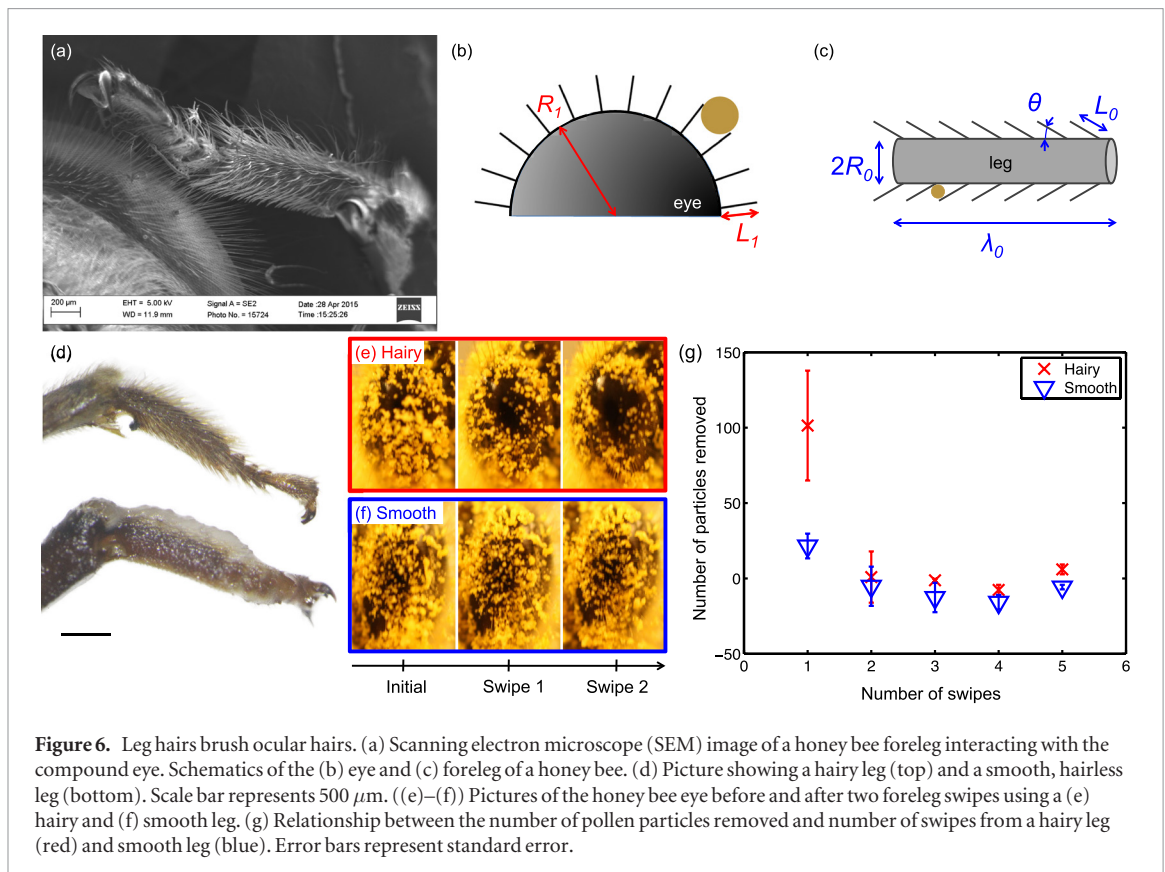 (a)
200 µm
EHT = 5.00 kV
WD = 11.9 mm
Signal A = SE2
Photo No. = 15724
Date :28 Apr 2015
Time :15:25:26
ZEISS
(b)
R₁
eye
L₁
(c)
θ
L₀
2R₀
leg
λ₀
(d)
(e) Hairy
(f) Smooth
Initial
Swipe 1
Swipe 2
(g)
Number of particles removed
150
100
50
0
−50
Hairy
Smooth
0 1 2 3 4 5 6
Number of swipes
Figure 6. Leg hairs brush ocular hairs. (a) Scanning electron microscope (SEM) image of a honey bee foreleg interacting with the
compound eye. Schematics of the (b) eye and (c) foreleg of a honey bee. (d) Picture showing a hairy leg (top) and a smooth, hairless
leg (bottom). Scale bar represents 500 μm. ((e)–(f)) Pictures of the honey bee eye before and after two foreleg swipes using a (e)
hairy and (f) smooth leg. (g) Relationship between the number of pollen particles removed and number of swipes from a hairy leg
(red) and smooth leg (blue). Error bars represent standard error.